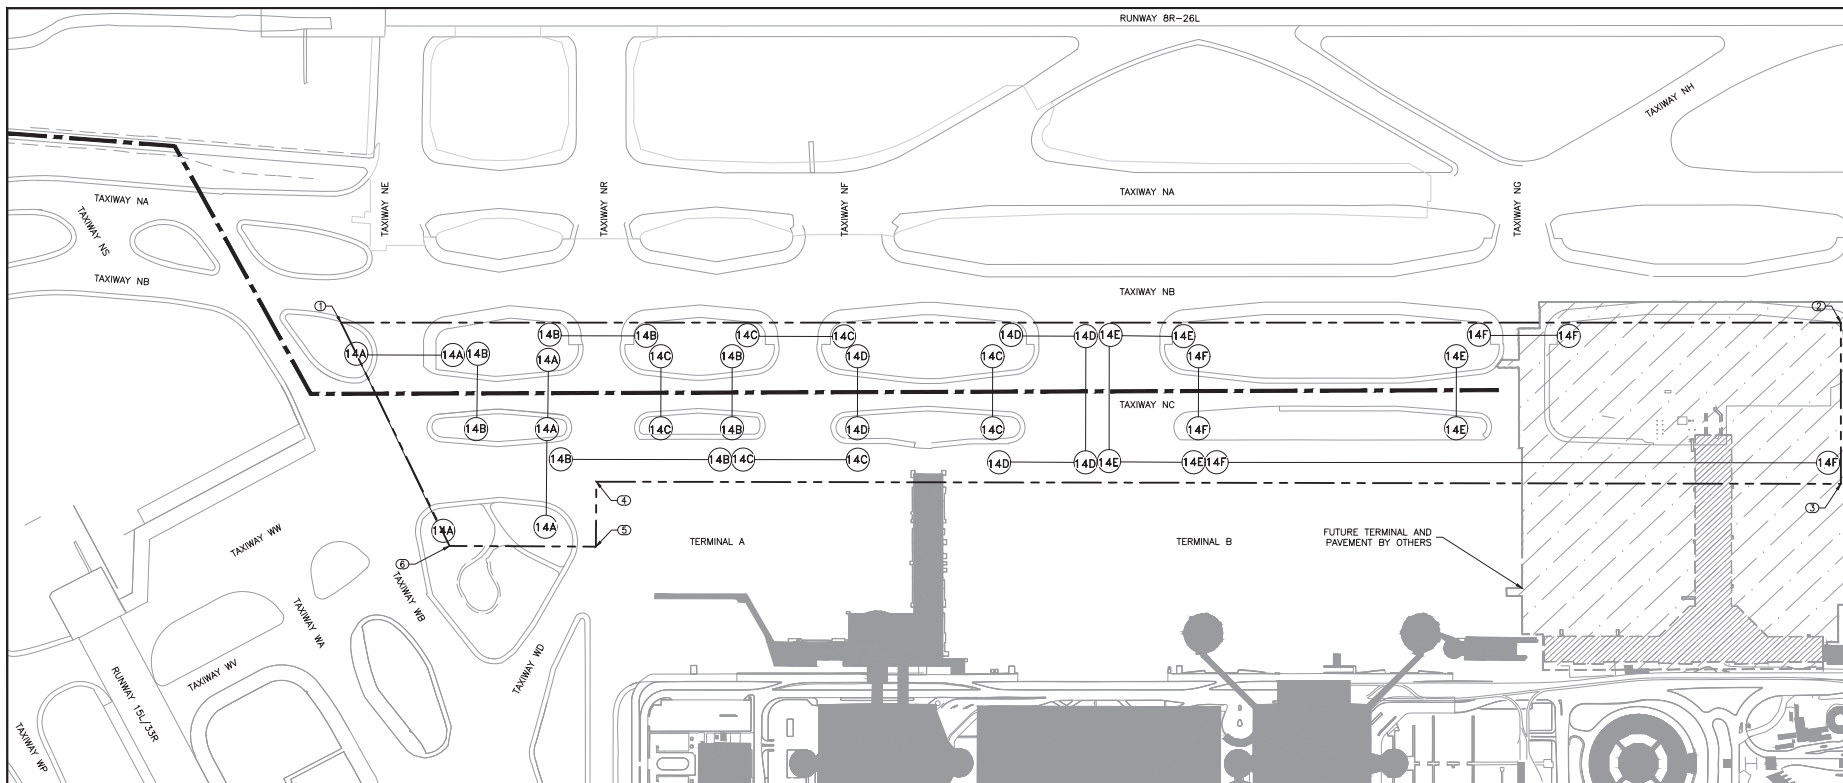 RUNWAY 8R-26L
TAXIWAY NH
TAXIWAY NA
TAXIWAY NS
TAXIWAY NE
TAXIWAY NR
TAXIWAY NF
TAXIWAY NA
TAXIWAY NG
TAXIWAY NB
TAXIWAY NB
1
2
14B
14B
14C
14C
14D
14D
14E
14E
14F
14F
14A
14A
14B
14A
14C
14B
14D
14C
14F
14E
TAXIWAY NC
14B
14A
14C
14B
14D
14C
14F
14E
14B
14B
14C
14C
14D
14D
14E
14E
14F
14F
4
3
14A
14A
5
6
TERMINAL A
TERMINAL B
FUTURE TERMINAL AND
PAVEMENT BY OTHERS
TAXIWAY WW
TAXIWAY WB
TAXIWAY WA
TAXIWAY WD
TAXIWAY WV
RUNWAY 15L/33R
TAXIWAY WP